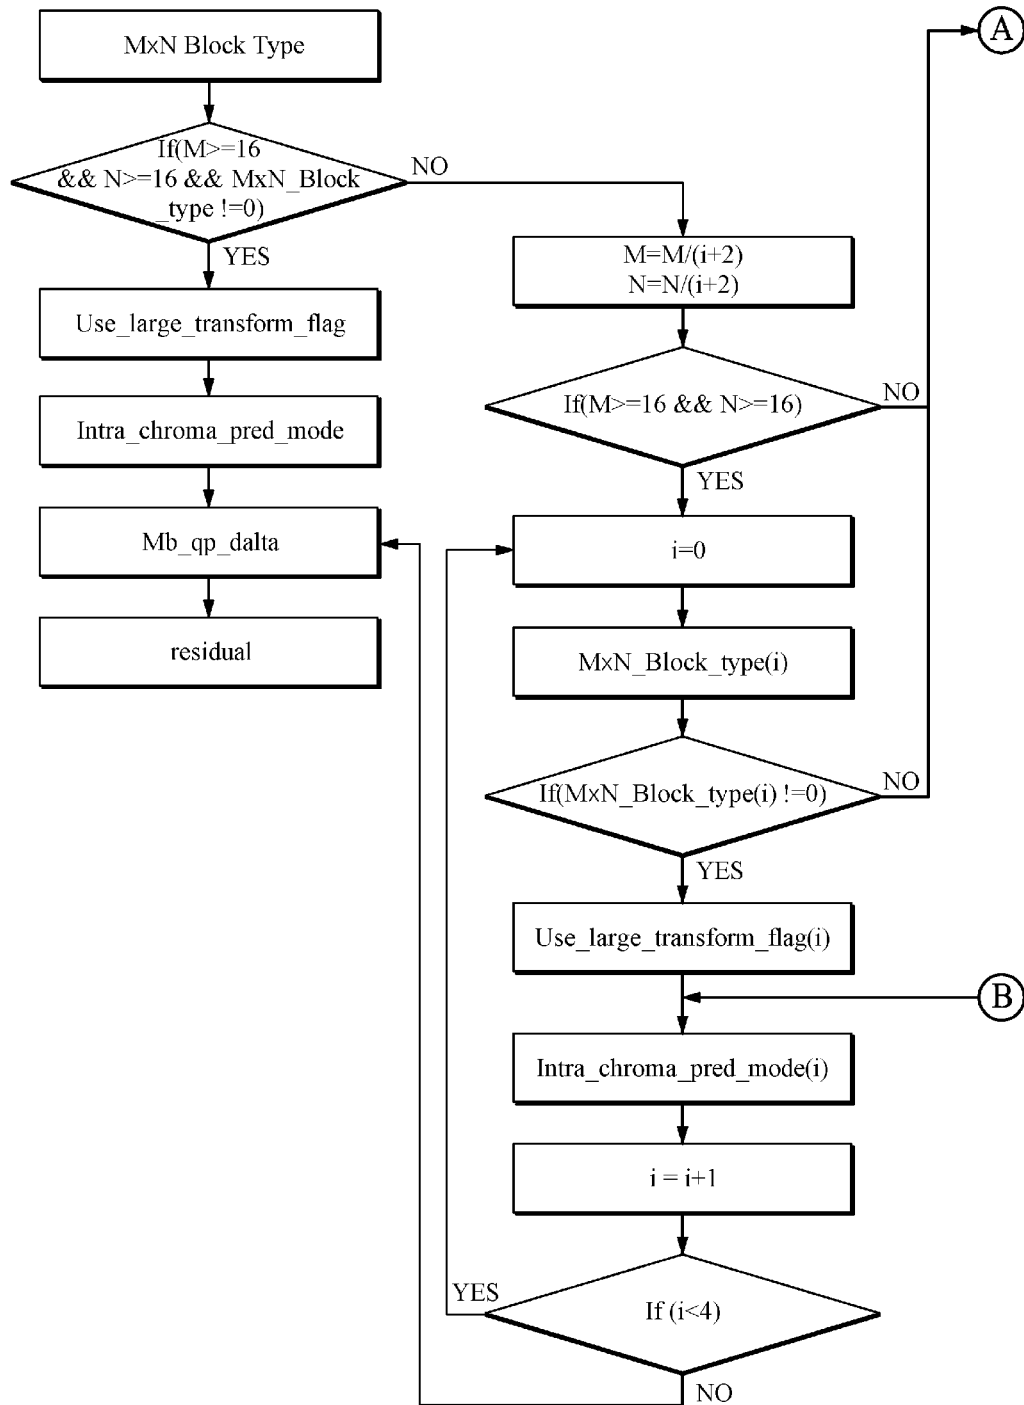 MxN Block Type
A
If(M>=16
&& N>=16 && MxN_Block
_type !=0)
NO
YES
M=M/(i+2)
N=N/(i+2)
Use_large_transform_flag
If(M>=16 && N>=16)
NO
YES
Intra_chroma_pred_mode
Mb_qp_dalta
i=0
residual
MxN_Block_type(i)
If(MxN_Block_type(i) !=0)
NO
YES
Use_large_transform_flag(i)
B
Intra_chroma_pred_mode(i)
i = i+1
YES
If (i<4)
NO